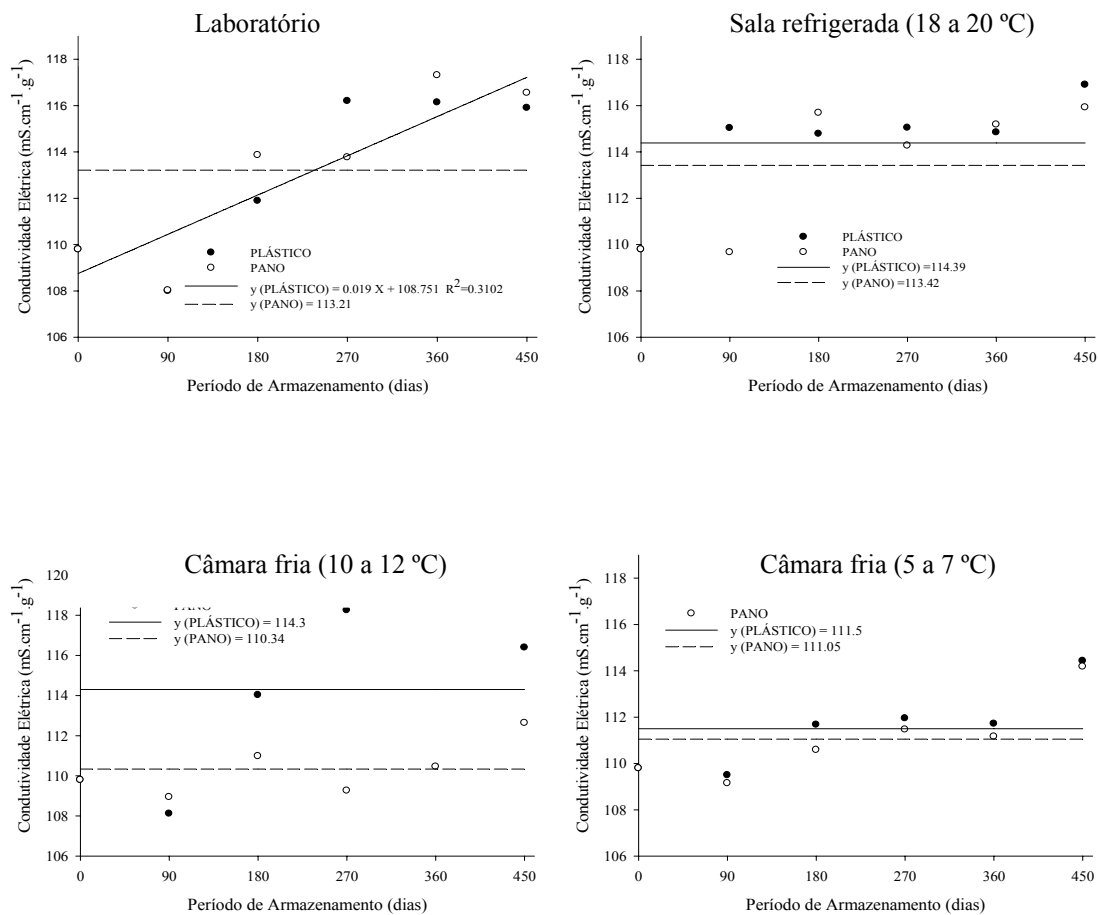 Laboratório
Condutividade Elétrica (mS.cm-1.g-1)
118
116
114
112
110
108
106
PLÁSTICO
PANO
y (PLÁSTICO) = 0.019 X + 108.751 R2=0.3102
y (PANO) = 113.21
0 90 180 270 360 450
Período de Armazenamento (dias)
Sala refrigerada (18 a 20 ºC)
Condutividade Elétrica (mS.cm-1.g-1)
118
116
114
112
110
108
106
PLÁSTICO
PANO
y (PLÁSTICO) =114.39
y (PANO) =113.42
0 90 180 270 360 450
Período de Armazenamento (dias)
Câmara fria (10 a 12 ºC)
Condutividade Elétrica (mS.cm-1.g-1)
120
118
116
114
112
110
108
106
y (PLÁSTICO) = 114.3
y (PANO) = 110.34
0 90 180 270 360 450
Período de Armazenamento (dias)
Câmara fria (5 a 7 ºC)
Condutividade Elétrica (mS.cm-1.g-1)
118
116
114
112
110
108
106
PANO
y (PLÁSTICO) = 111.5
y (PANO) = 111.05
0 90 180 270 360 450
Período de Armazenamento (dias)